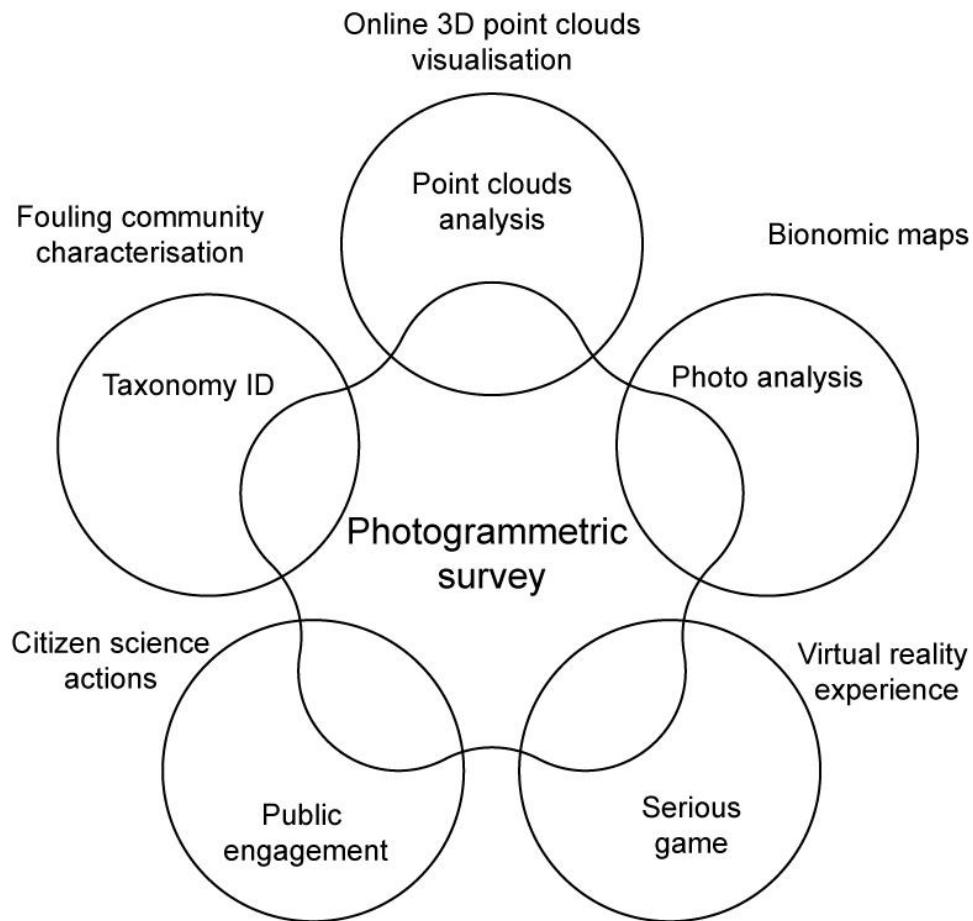 Online 3D point clouds
visualisation
Point clouds
analysis
Fouling community
characterisation
Bionomic maps
Taxonomy ID
Photo analysis
Photogrammetric
survey
Citizen science
actions
Virtual reality
experience
Public
engagement
Serious
game